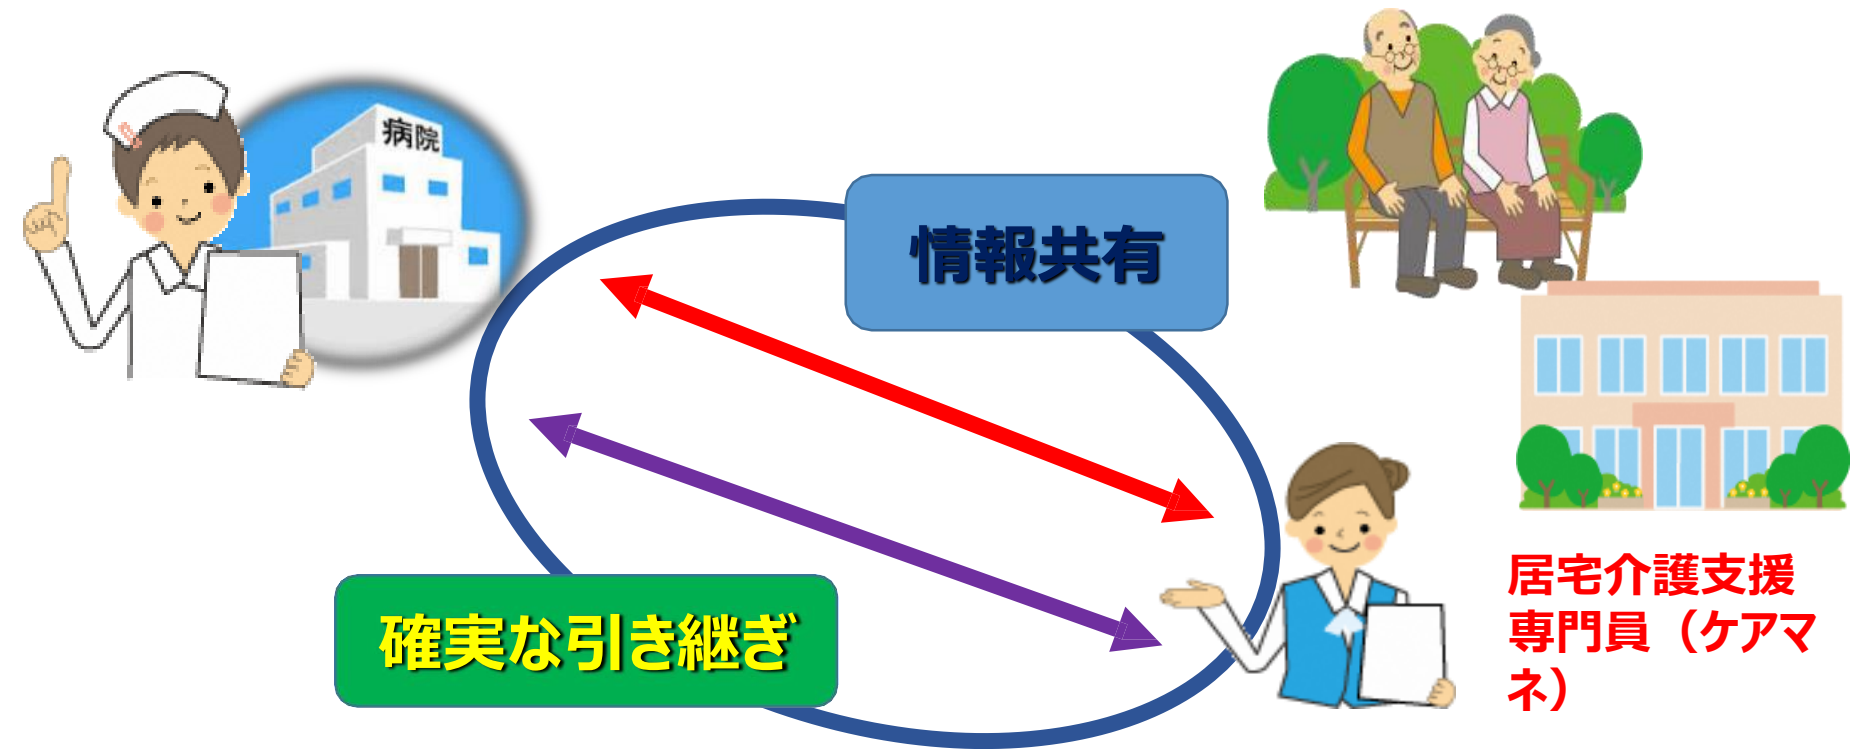 病院
情報共有
確実な引き継ぎ
居宅介護支援
専門員（ケアマ
ネ）